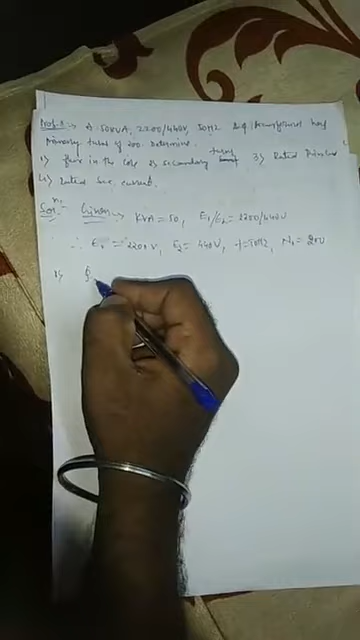 Prob-8:- A 50KVA, 2200/440V, 50HZ 1-φ, transformer has
primary turns of 200. Determine.
1) flux in the core 2) secondary turns 3) Rated Primary
4) Rated Sec. current.
Solⁿ:- Given:- KVA = 50, E₁/E₂ = 2200/440V
∴ E₁ = 2200V, E₂ = 440V, f = 50HZ, N₁ = 200
1)